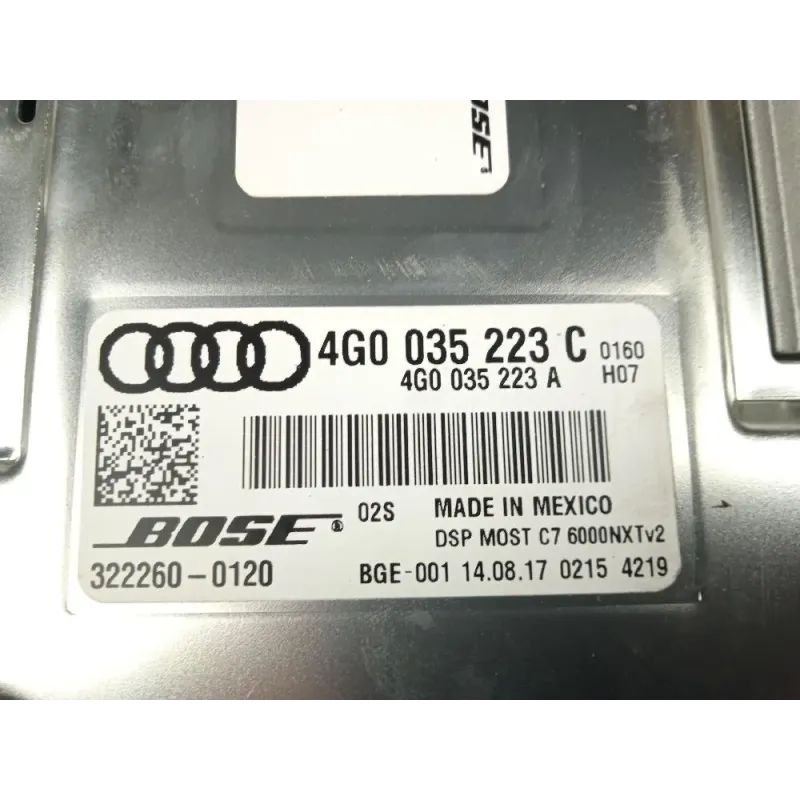 BOSE
4G0 035 223 C 0160
4G0 035 223 A H07
BOSE® 02S MADE IN MEXICO
DSP MOST C7 6000NXTv2
322260-0120 BGE-001 14.08.17 0215 4219